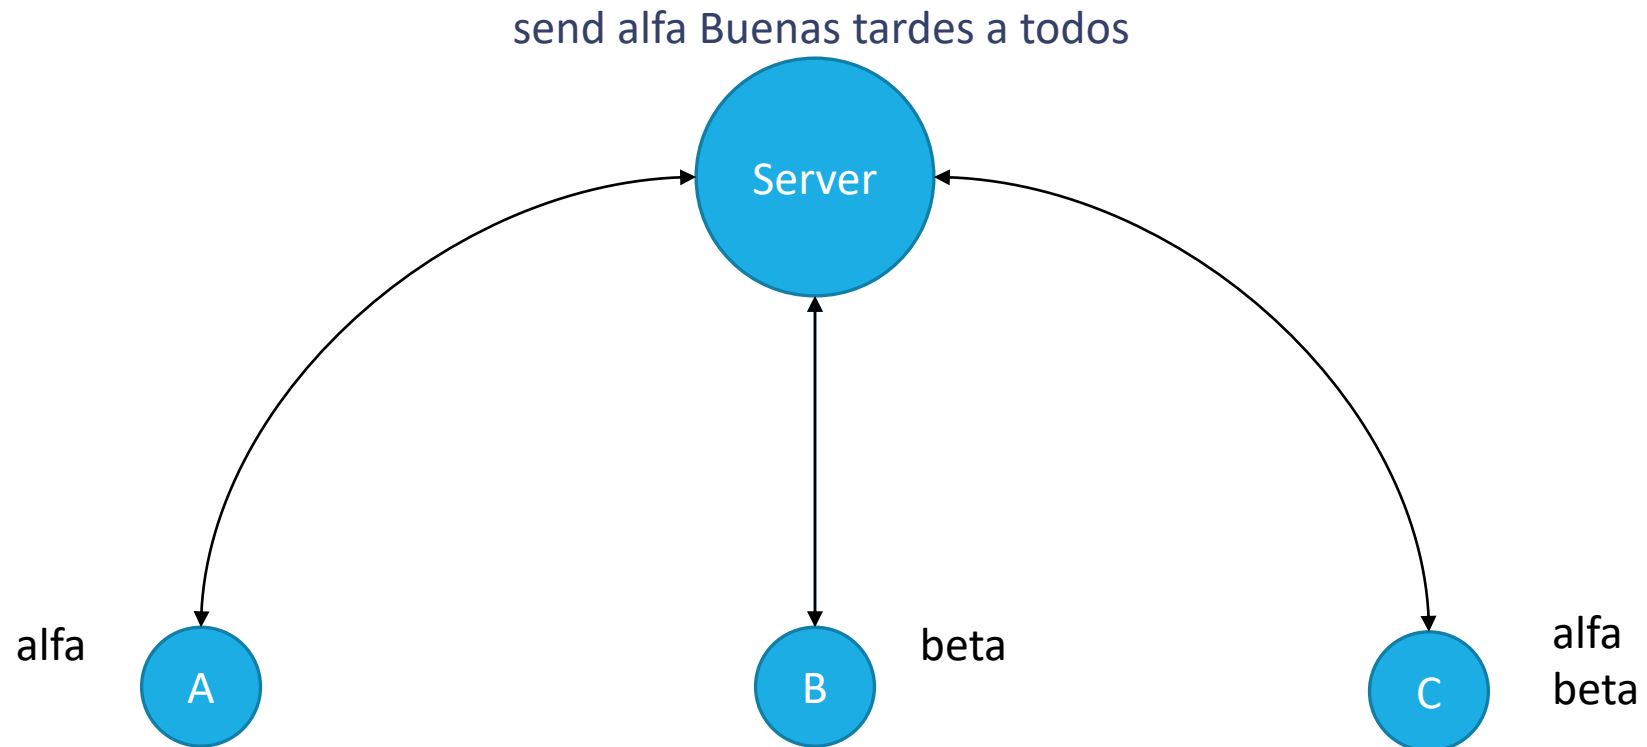 send alfa Buenas tardes a todos
Server
alfa
A
B
beta
C
alfa
beta